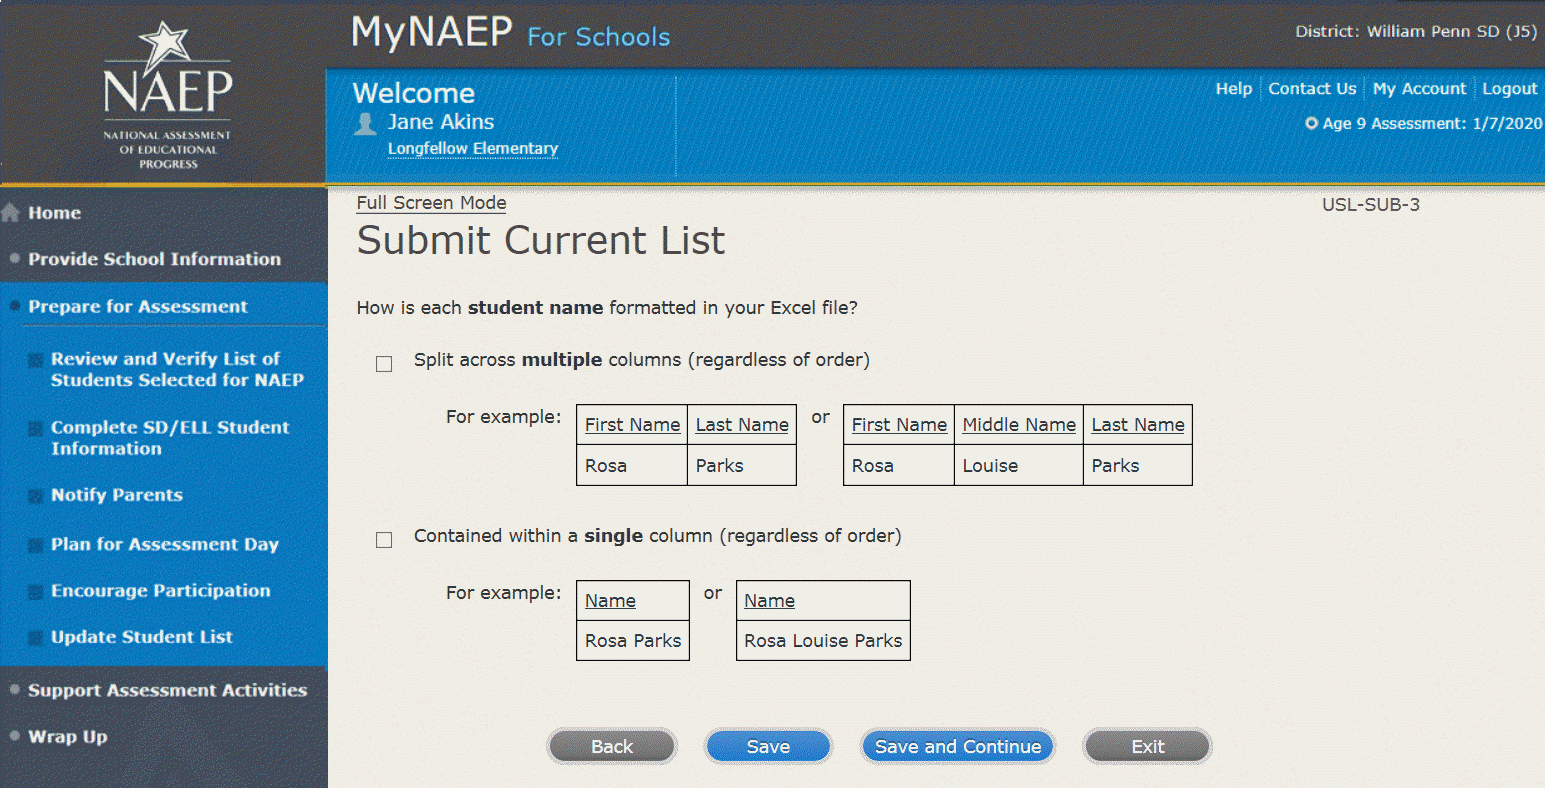 NAEP
NATIONAL ASSESSMENT
OF EDUCATIONAL
PROGRESS
MyNAEP For Schools
District: William Penn SD (J5)
Welcome
Jane Akins
Longfellow Elementary
Help Contact Us My Account Logout
Age 9 Assessment: 1/7/2020
Home
Provide School Information
Prepare for Assessment
Review and Verify List of
Students Selected for NAEP
Complete SD/ELL Student
Information
Notify Parents
Plan for Assessment Day
Encourage Participation
Update Student List
Support Assessment Activities
Wrap Up
Full Screen Mode
USL-SUB-3
Submit Current List
How is each student name formatted in your Excel file?
Split across multiple columns (regardless of order)
For example: First Name Last Name or First Name Middle Name Last Name
Rosa Parks Rosa Louise Parks
Contained within a single column (regardless of order)
For example: Name or Name
Rosa Parks Rosa Louise Parks
Back Save Save and Continue Exit